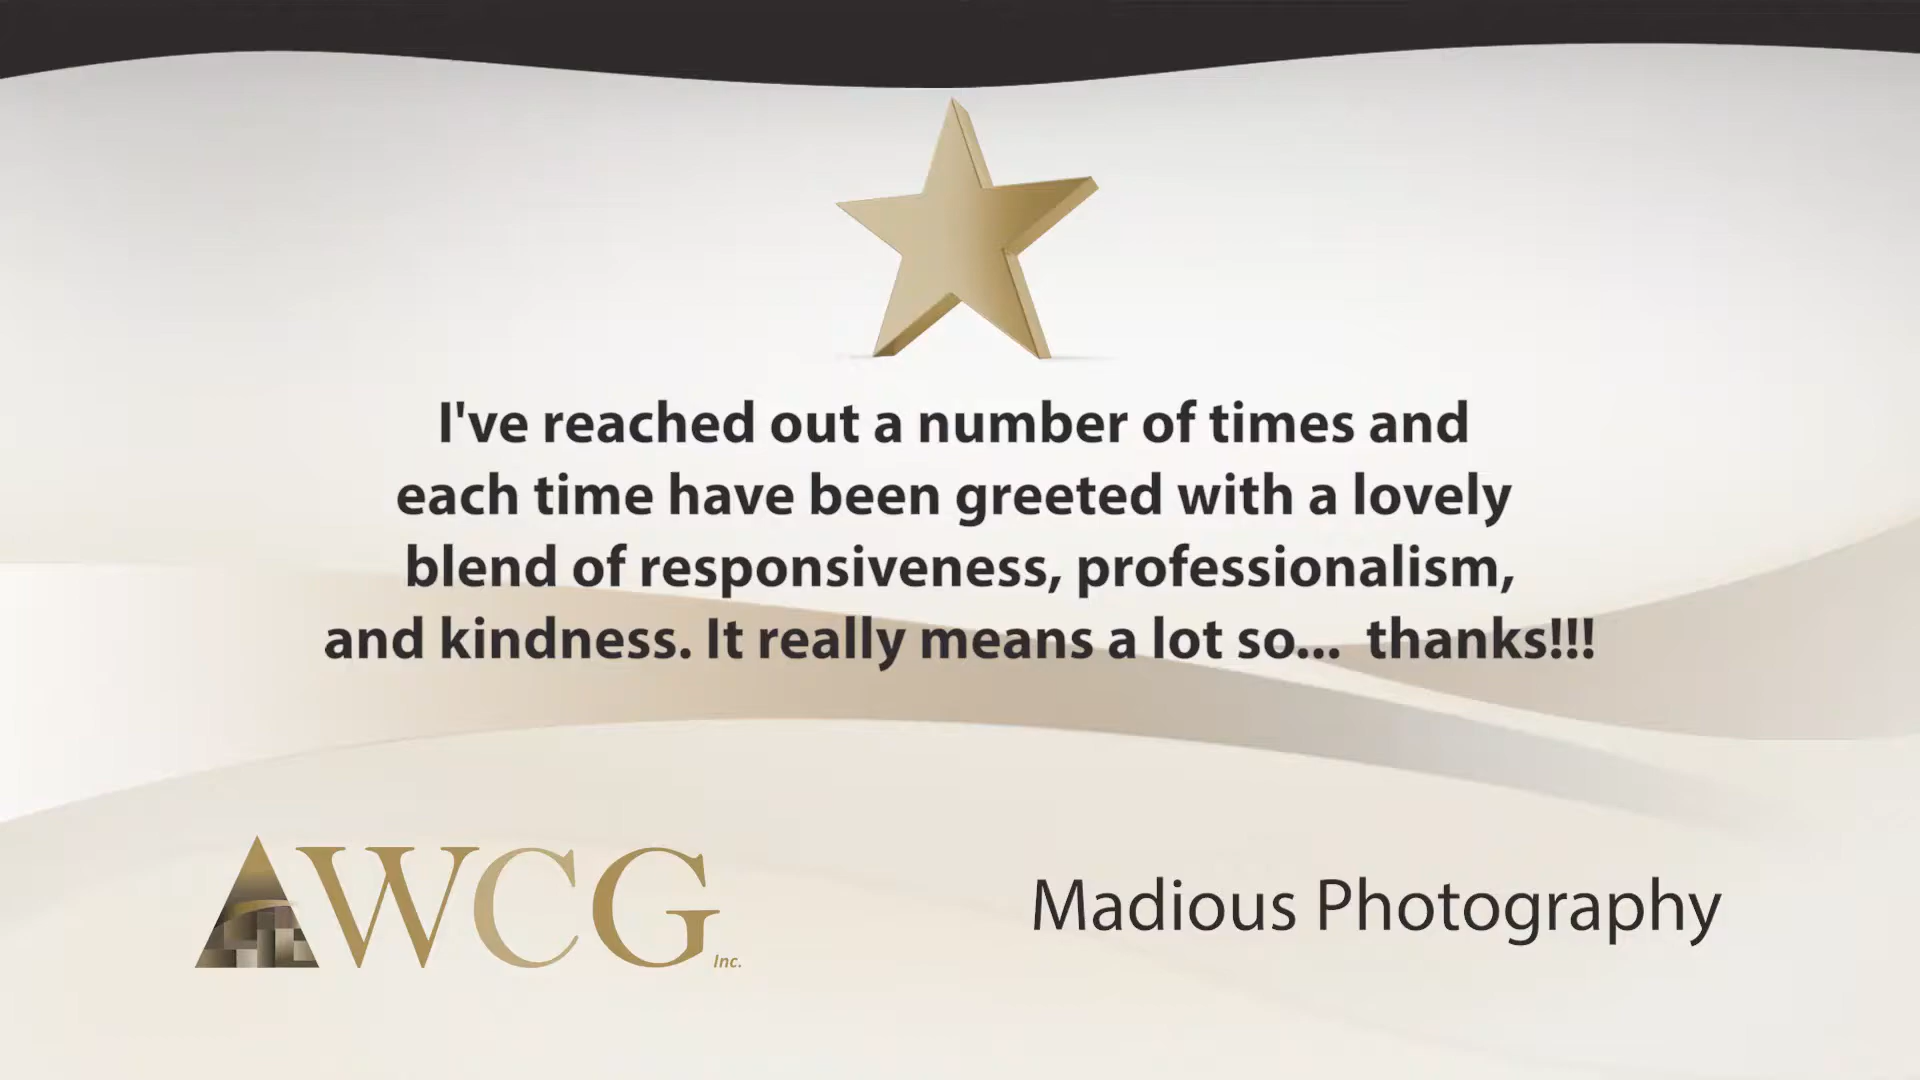 I've reached out a number of times and
each time have been greeted with a lovely
blend of responsiveness, professionalism,
and kindness. It really means a lot so...  thanks!!!
AWCG Inc.
Madious Photography